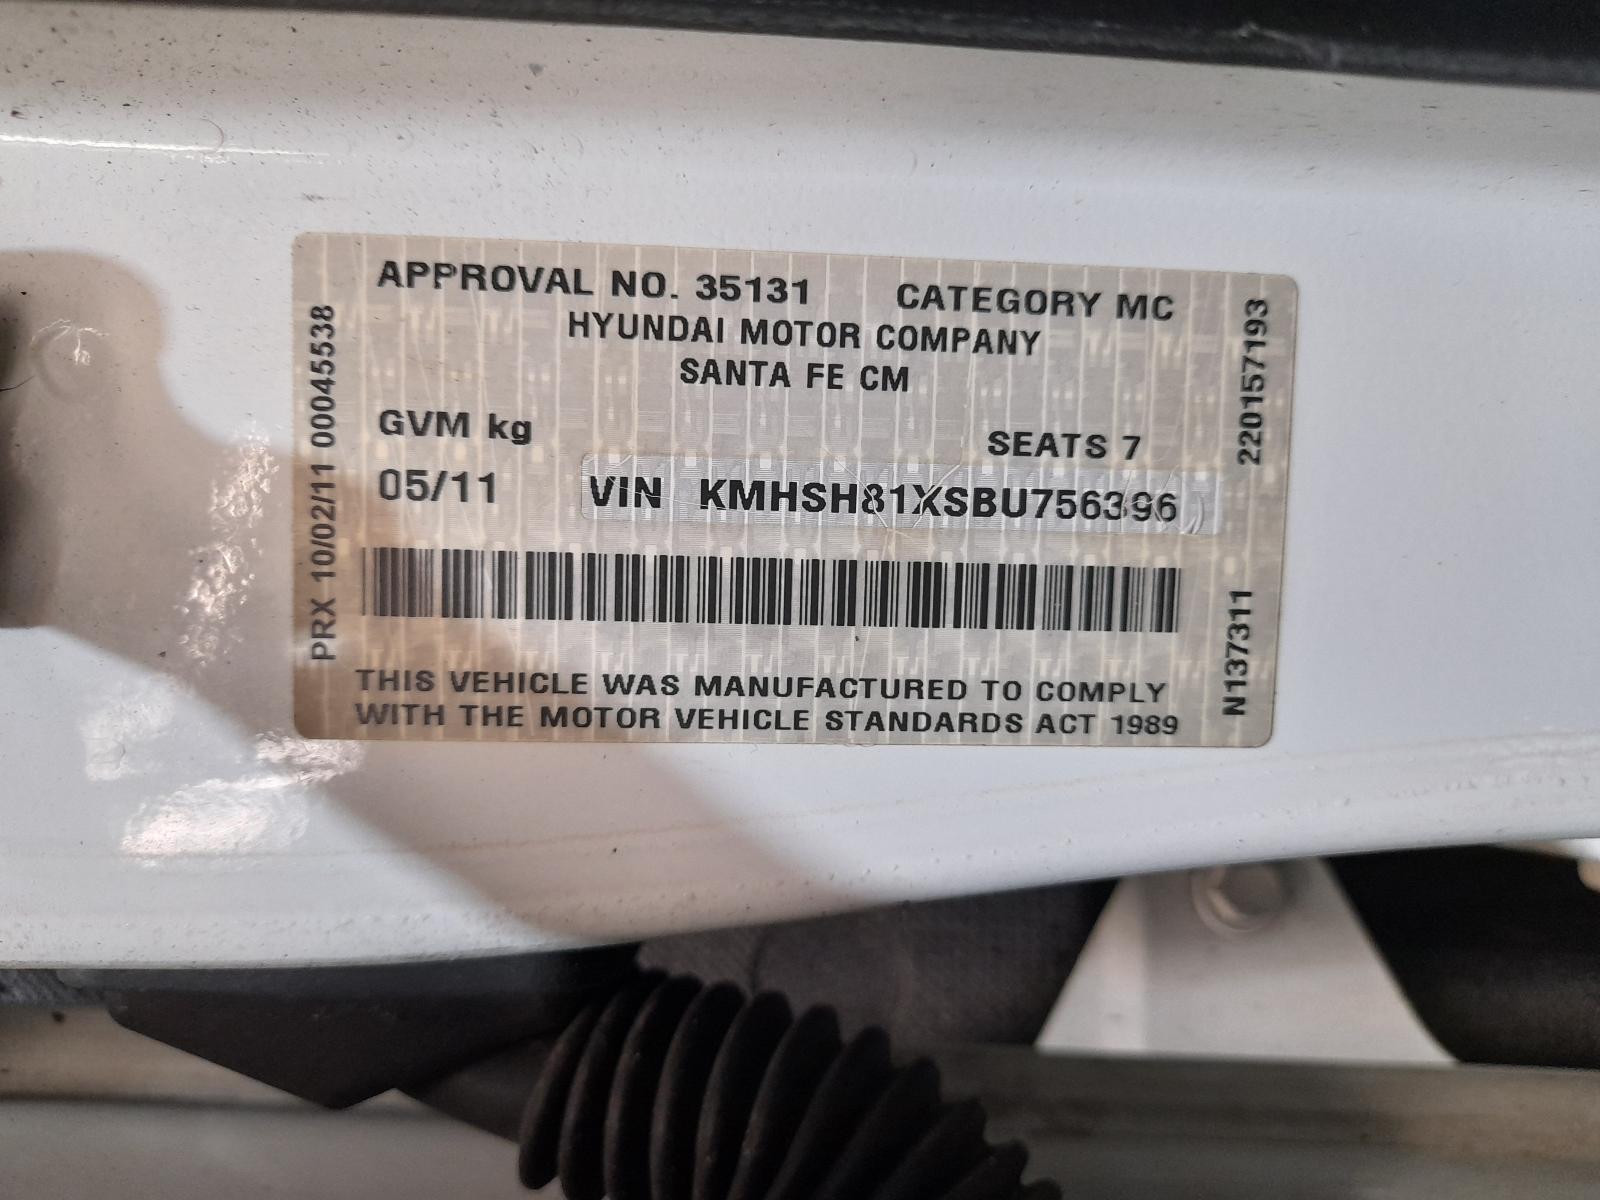 APPROVAL NO. 35131 CATEGORY MC
HYUNDAI MOTOR COMPANY
SANTA FE CM
GVM kg SEATS 7
05/11 VIN KMHSH81XSBU756396
THIS VEHICLE WAS MANUFACTURED TO COMPLY
WITH THE MOTOR VEHICLE STANDARDS ACT 1989
PRX 10/02/11 00045538
220157193
N137311